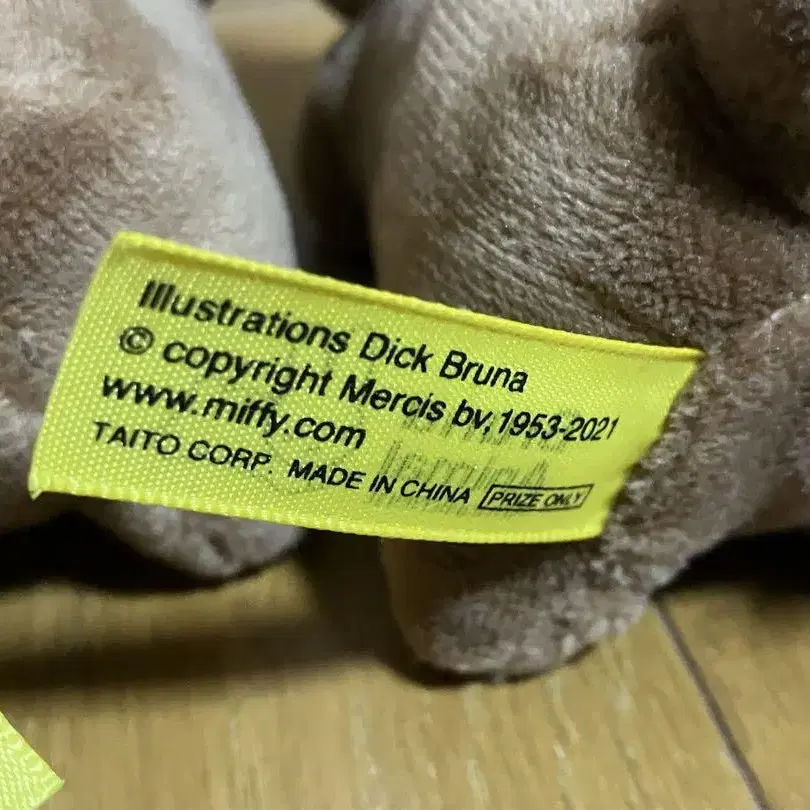 Illustrations Dick Bruna
© copyright Mercis bv, 1953-2021
www.miffy.com
TAITO CORP. MADE IN CHINA PRIZE ONLY